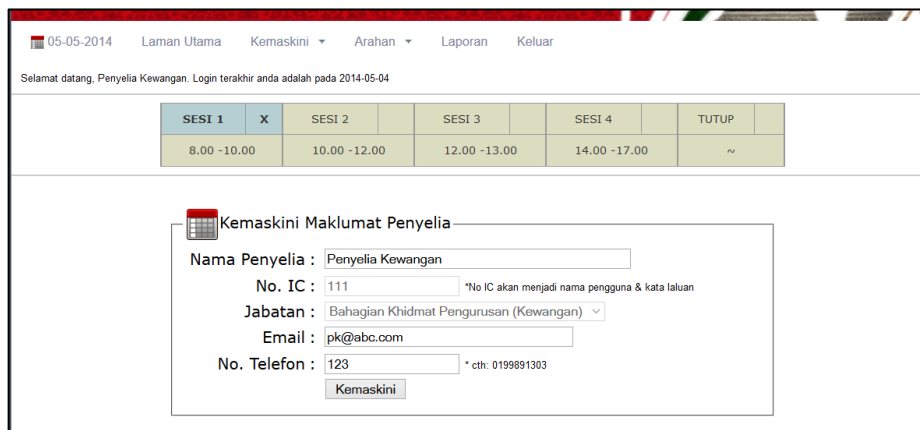 05-05-2014 Laman Utama Kemaskini Arahan Laporan Keluar
Selamat datang, Penyelia Kewangan. Login terakhir anda adalah pada 2014-05-04
SESI 1 X SESI 2 SESI 3 SESI 4 TUTUP
8.00 -10.00 10.00 -12.00 12.00 -13.00 14.00 -17.00 ~
Kemaskini Maklumat Penyelia
Nama Penyelia : Penyelia Kewangan
No. IC : 111 *No IC akan menjadi nama pengguna & kata laluan
Jabatan : Bahagian Khidmat Pengurusan (Kewangan)
Email : pk@abc.com
No. Telefon : 123 * cth: 0199891303
Kemaskini